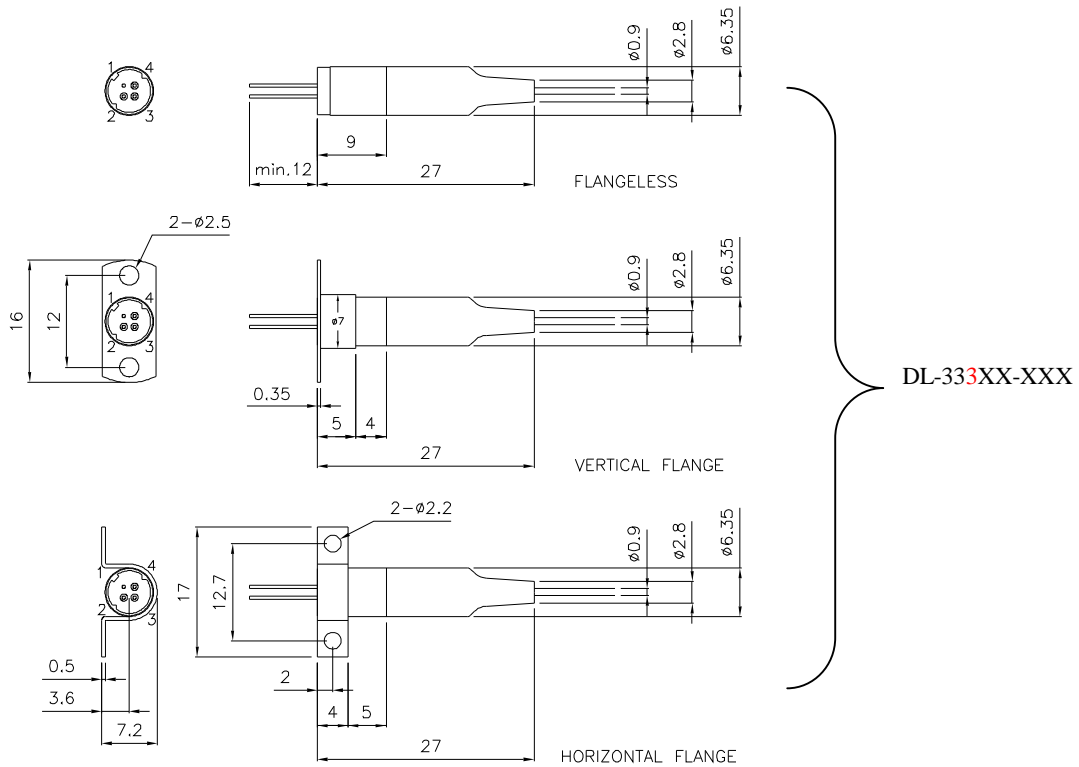 1 4
2 3
ø0.9
ø2.8
ø6.35
9
min.12
27
FLANGELESS
2-ø2.5
16
12
1 4
2 3
ø7
ø0.9
ø2.8
ø6.35
0.35
5
4
27
VERTICAL FLANGE
DL-333XX-XXX
2-ø2.2
1 4
2 3
17
12.7
ø0.9
ø2.8
ø6.35
0.5
3.6
7.2
2
4
5
27
HORIZONTAL FLANGE